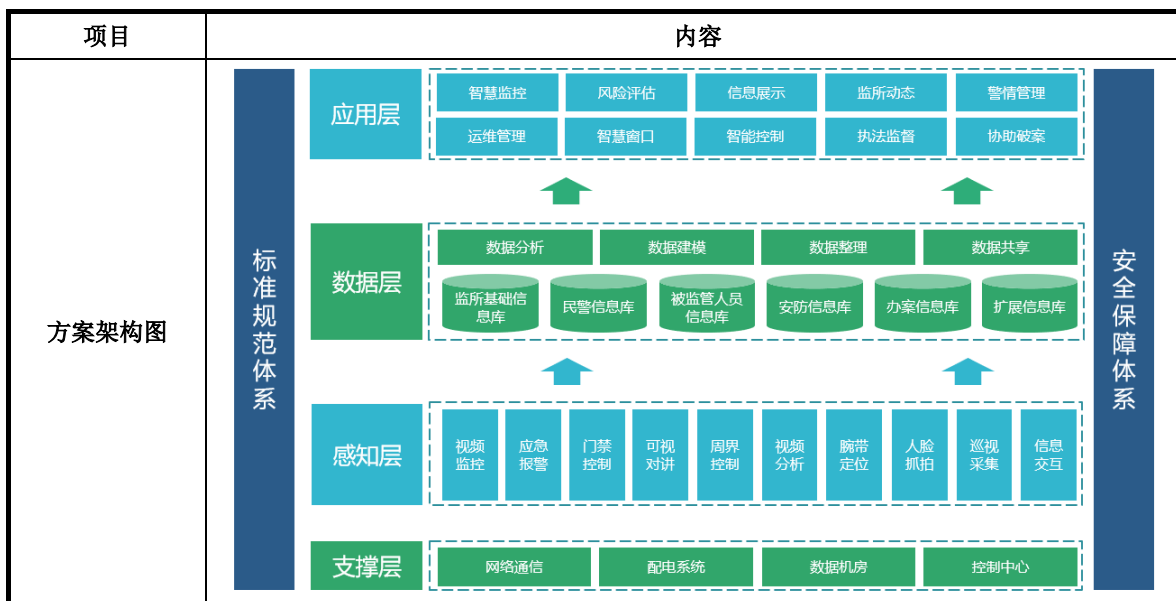 项目
内容
方案架构图
标准规范体系
应用层
智慧监控 风险评估 信息展示 监所动态 警情管理
运维管理 智慧窗口 智能控制 执法监督 协助破案
数据层
数据分析 数据建模 数据整理 数据共享
监所基础信
息库
民警信息库
被监管人员
信息库
安防信息库
办案信息库
扩展信息库
感知层
视频
监控
应急
报警
门禁
控制
可视
对讲
周界
控制
视频
分析
腕带
定位
人脸
抓拍
巡视
采集
信息
交互
支撑层
网络通信 配电系统 数据机房 控制中心
安全保障体系